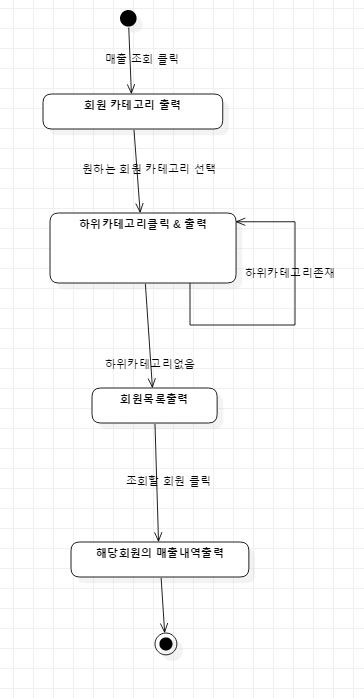 매출 조회 클릭
회원 카테고리 출력
원하는 회원 카테고리 선택
하위카테고리클릭 & 출력
하위카테고리존재
하위카테고리없음
회원목록출력
조회할 회원 클릭
해당회원의 매출내역출력